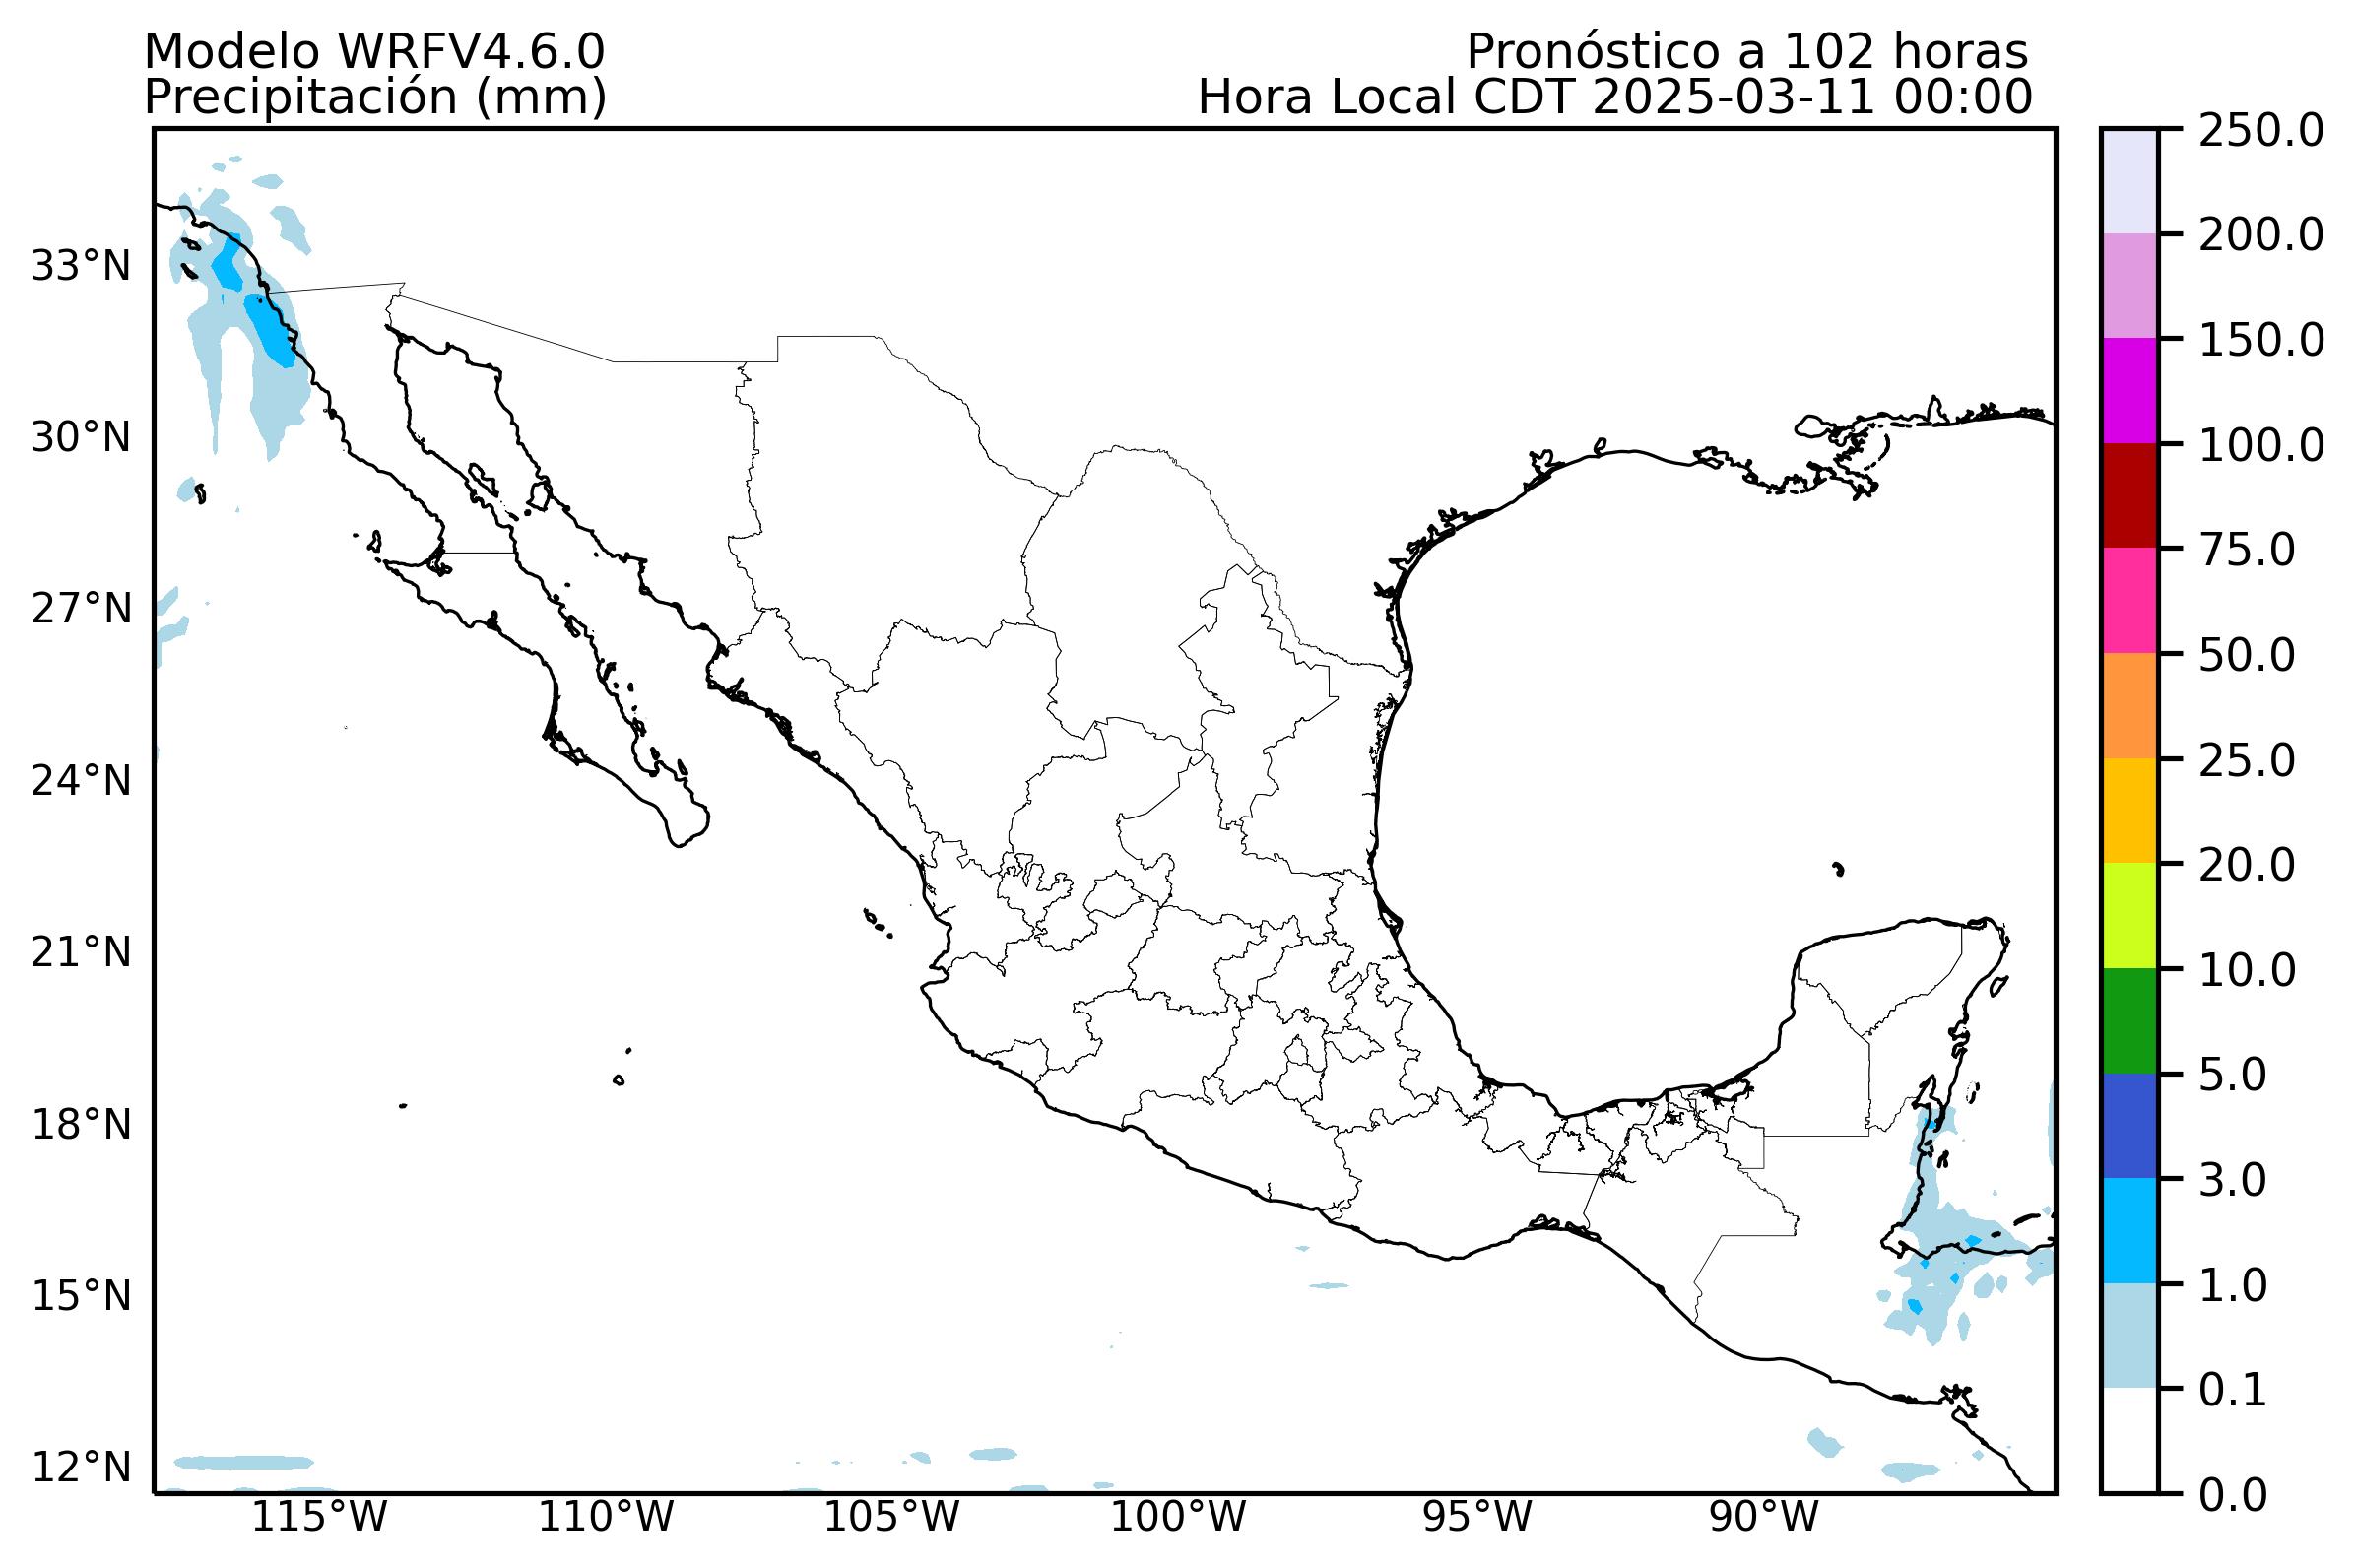 Modelo WRFV4.6.0
Precipitación (mm)
Pronóstico a 102 horas
Hora Local CDT 2025-03-11 00:00
33°N
30°N
27°N
24°N
21°N
18°N
15°N
12°N
115°W
110°W
105°W
100°W
95°W
90°W
250.0
200.0
150.0
100.0
75.0
50.0
25.0
20.0
10.0
5.0
3.0
1.0
0.1
0.0